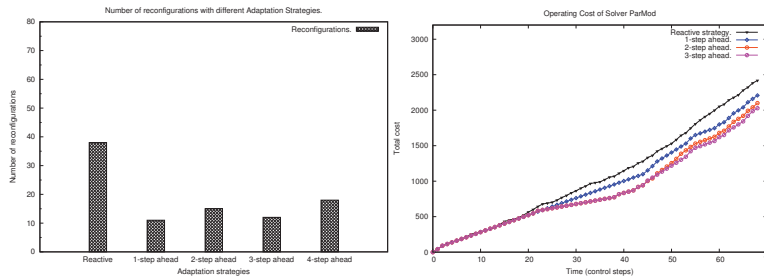 Number of reconfigurations with different Adaptation Strategies.
Reconfigurations.
80
70
60
50
40
30
20
10
0
Number of reconfigurations
Reactive 1-step ahead 2-step ahead 3-step ahead 4-step ahead
Adaptation strategies
Operating Cost of Solver ParMod
Reactive strategy.
1-step ahead.
2-step ahead.
3-step ahead.
3000
2500
2000
1500
1000
500
0
Total cost
0 10 20 30 40 50 60
Time (control steps)